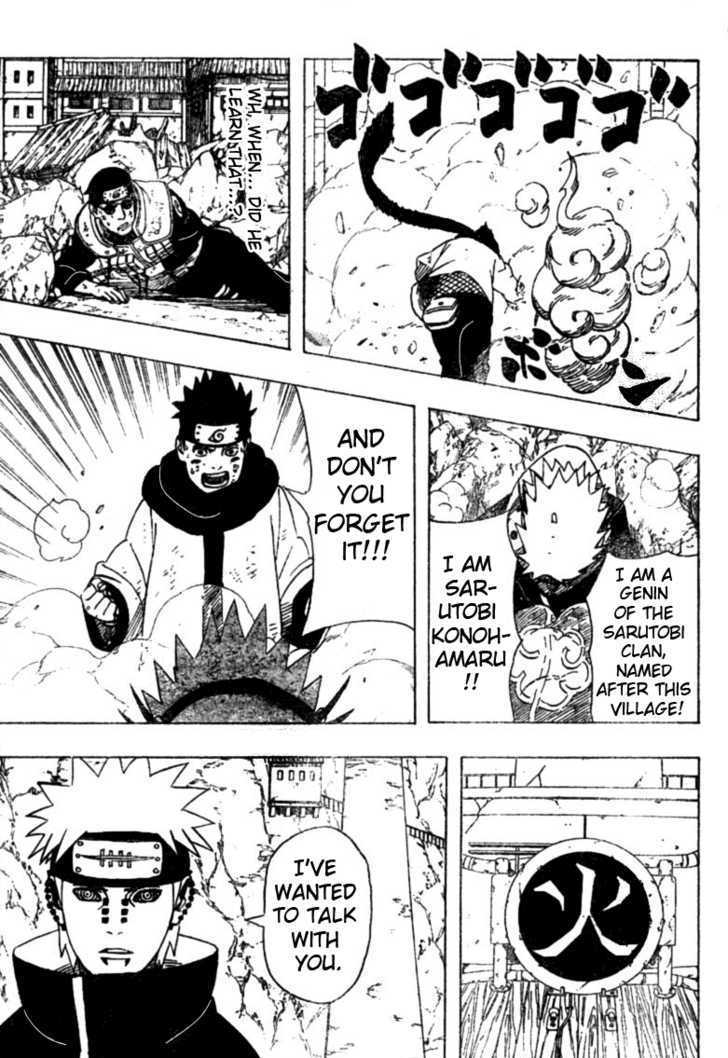 ゴゴゴゴゴ
ボン
WH, WHEN... DID HE
LEARN THAT...?
I AM A
GENIN
OF THE
SARUTOBI
CLAN,
NAMED
AFTER THIS
VILLAGE!
I AM
SAR-
UTOBI
KONOH-
AMARU
!!
AND
DON'T
YOU
FORGET
IT!!!
火
I'VE
WANTED
TO TALK
WITH
YOU.